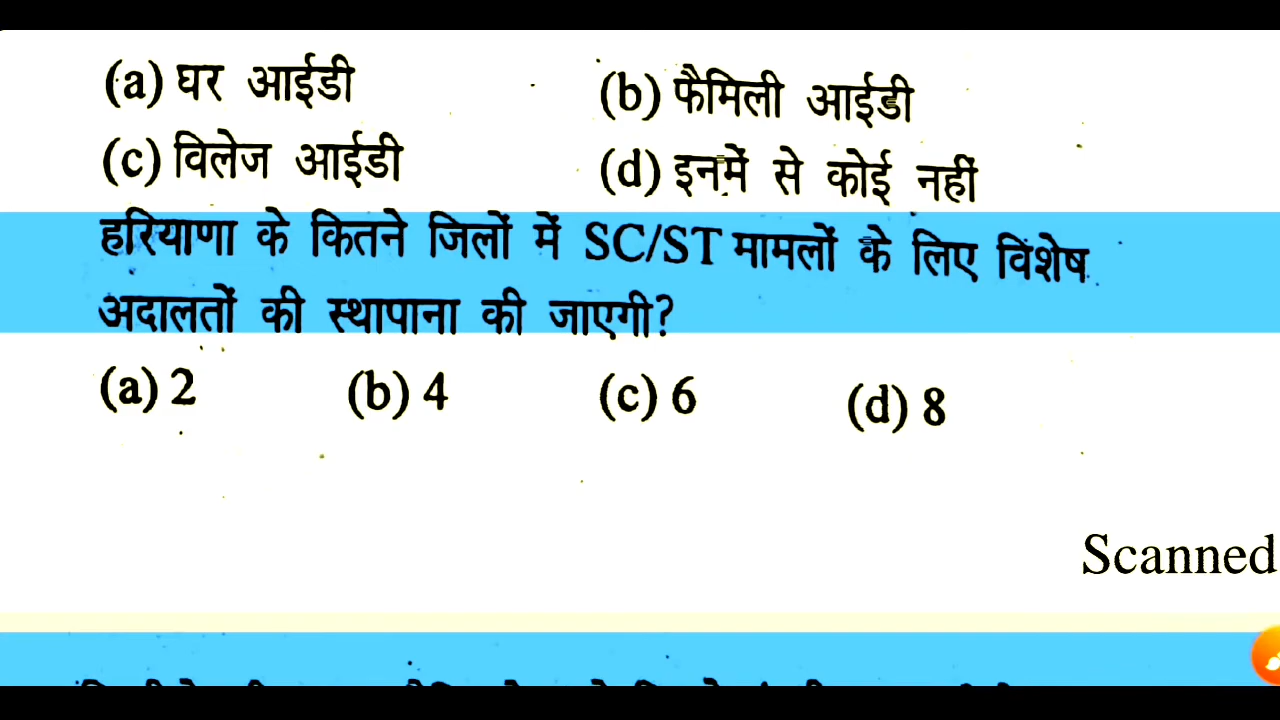 (a) घर आईडी (b) फैमिली आईडी
(c) विलेज आईडी (d) इनमें से कोई नहीं
हरियाणा के कितने जिलों में SC/ST मामलों के लिए विशेष
अदालतों की स्थापाना की जाएगी?
(a) 2 (b) 4 (c) 6 (d) 8
Scanned